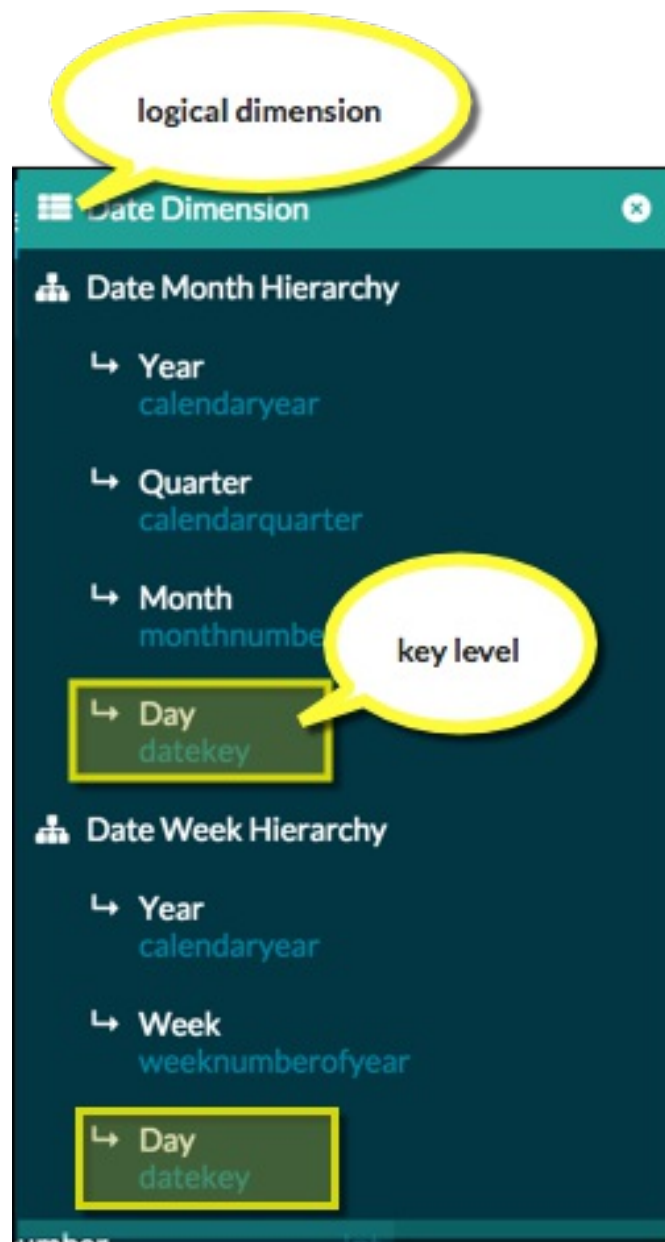 logical dimension
Date Dimension
Date Month Hierarchy
Year
calendaryear
Quarter
calendarquarter
Month
monthnumbe
key level
Day
datekey
Date Week Hierarchy
Year
calendaryear
Week
weeknumberofyear
Day
datekey